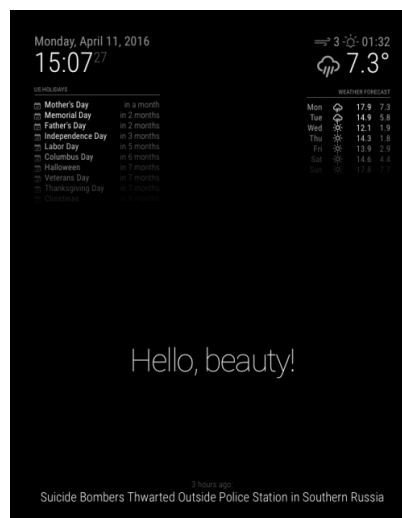 Monday, April 11, 2016
15:07 27
3 01:32
7.3°
US HOLIDAYS
Mother's Day in a month
Memorial Day in 2 months
Father's Day in 2 months
Independence Day in 3 months
Labor Day in 5 months
Columbus Day in 6 months
Halloween in 7 months
Veterans Day in 7 months
Thanksgiving Day in 7 months
Christmas
WEATHER FORECAST
Mon 17.9 7.3
Tue 14.9 5.8
Wed 12.1 1.9
Thu 14.3 1.8
Fri 13.9 2.9
Sat 14.6 4.4
Sun 17.8
Hello, beauty!
3 hours ago:
Suicide Bombers Thwarted Outside Police Station in Southern Russia